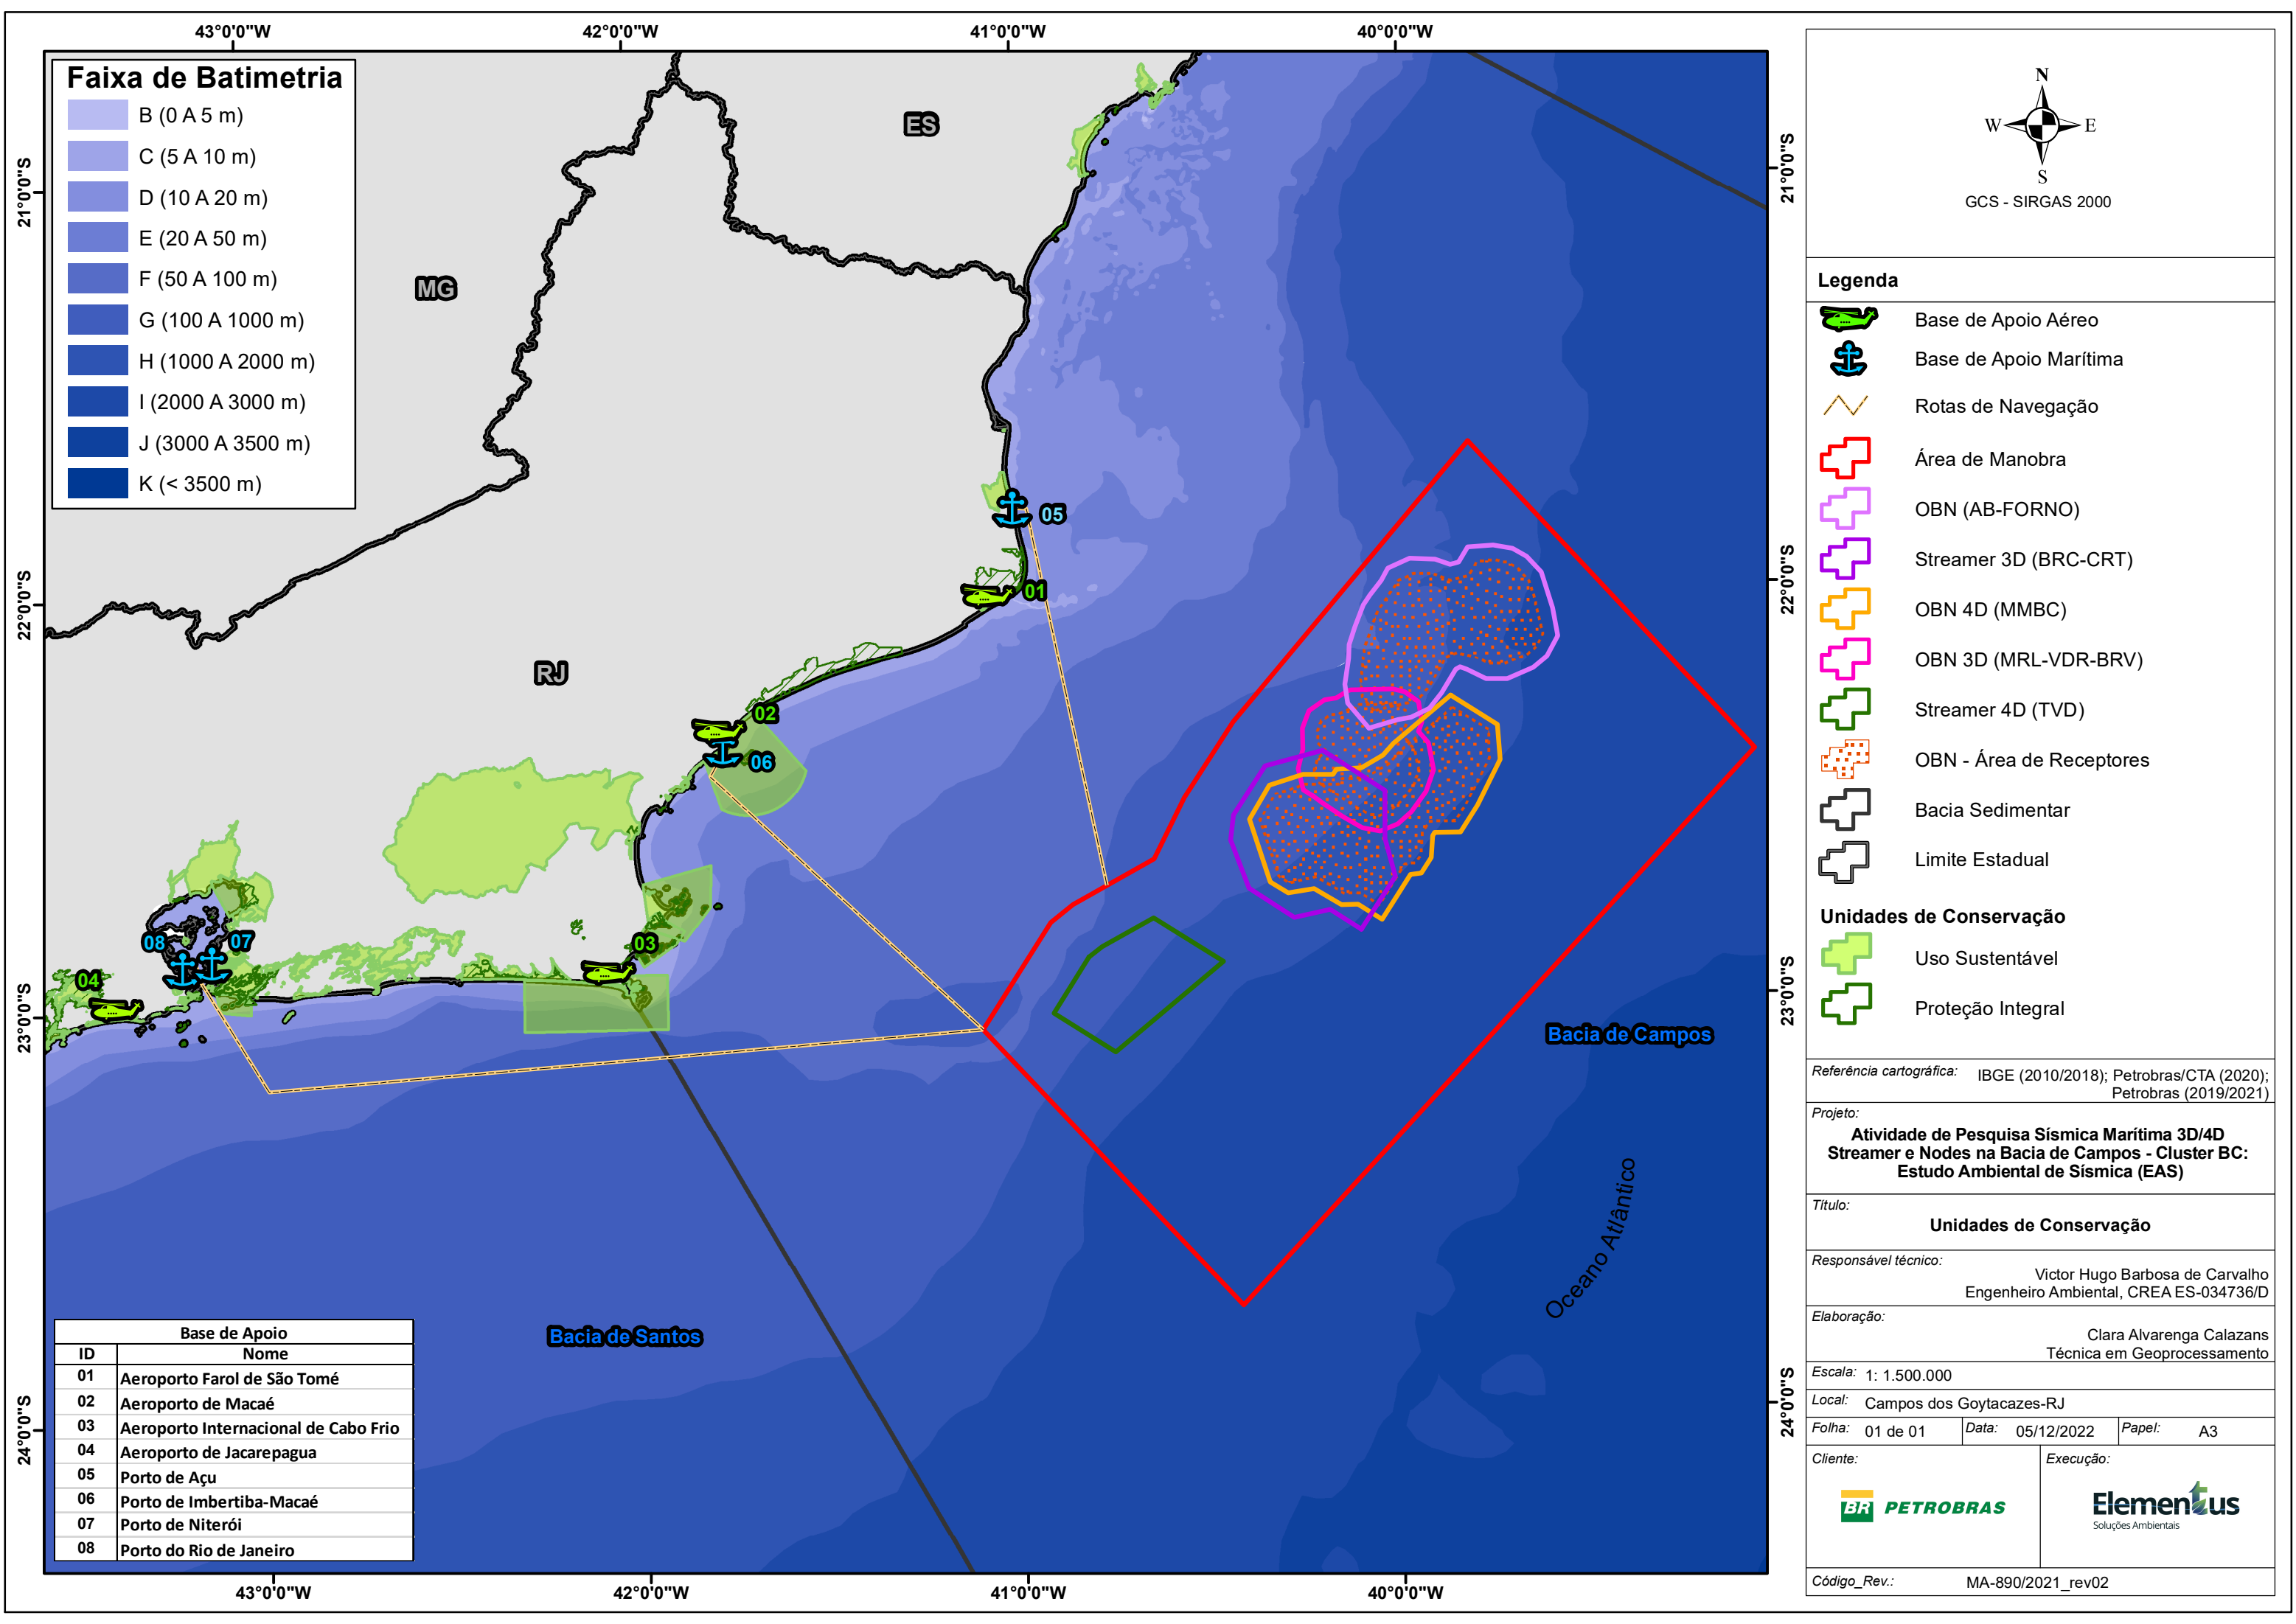 43°0'0"W
42°0'0"W
41°0'0"W
40°0'0"W
Faixa de Batimetria
B (0 A 5 m)
C (5 A 10 m)
D (10 A 20 m)
E (20 A 50 m)
F (50 A 100 m)
G (100 A 1000 m)
H (1000 A 2000 m)
I (2000 A 3000 m)
J (3000 A 3500 m)
K (< 3500 m)
21°0'0"S
22°0'0"S
23°0'0"S
24°0'0"S
ES
MG
RJ
05
01
02
06
03
08
07
04
Bacia de Campos
Bacia de Santos
Oceano Atlântico
Base de Apoio
ID Nome
01 Aeroporto Farol de São Tomé
02 Aeroporto de Macaé
03 Aeroporto Internacional de Cabo Frio
04 Aeroporto de Jacarepagua
05 Porto de Açu
06 Porto de Imbertiba-Macaé
07 Porto de Niterói
08 Porto do Rio de Janeiro
43°0'0"W
42°0'0"W
41°0'0"W
40°0'0"W
21°0'0"S
22°0'0"S
23°0'0"S
24°0'0"S
N
W E
S
GCS - SIRGAS 2000
Legenda
Base de Apoio Aéreo
Base de Apoio Marítima
Rotas de Navegação
Área de Manobra
OBN (AB-FORNO)
Streamer 3D (BRC-CRT)
OBN 4D (MMBC)
OBN 3D (MRL-VDR-BRV)
Streamer 4D (TVD)
OBN - Área de Receptores
Bacia Sedimentar
Limite Estadual
Unidades de Conservação
Uso Sustentável
Proteção Integral
Referência cartográfica: IBGE (2010/2018); Petrobras/CTA (2020);
Petrobras (2019/2021)
Projeto:
Atividade de Pesquisa Sísmica Marítima 3D/4D
Streamer e Nodes na Bacia de Campos - Cluster BC:
Estudo Ambiental de Sísmica (EAS)
Título:
Unidades de Conservação
Responsável técnico:
Victor Hugo Barbosa de Carvalho
Engenheiro Ambiental, CREA ES-034736/D
Elaboração:
Clara Alvarenga Calazans
Técnica em Geoprocessamento
Escala: 1: 1.500.000
Local: Campos dos Goytacazes-RJ
Folha: 01 de 01 Data: 05/12/2022 Papel: A3
Cliente: Execução:
BR PETROBRAS
Elementus
Soluções Ambientais
Código_Rev.: MA-890/2021_rev02